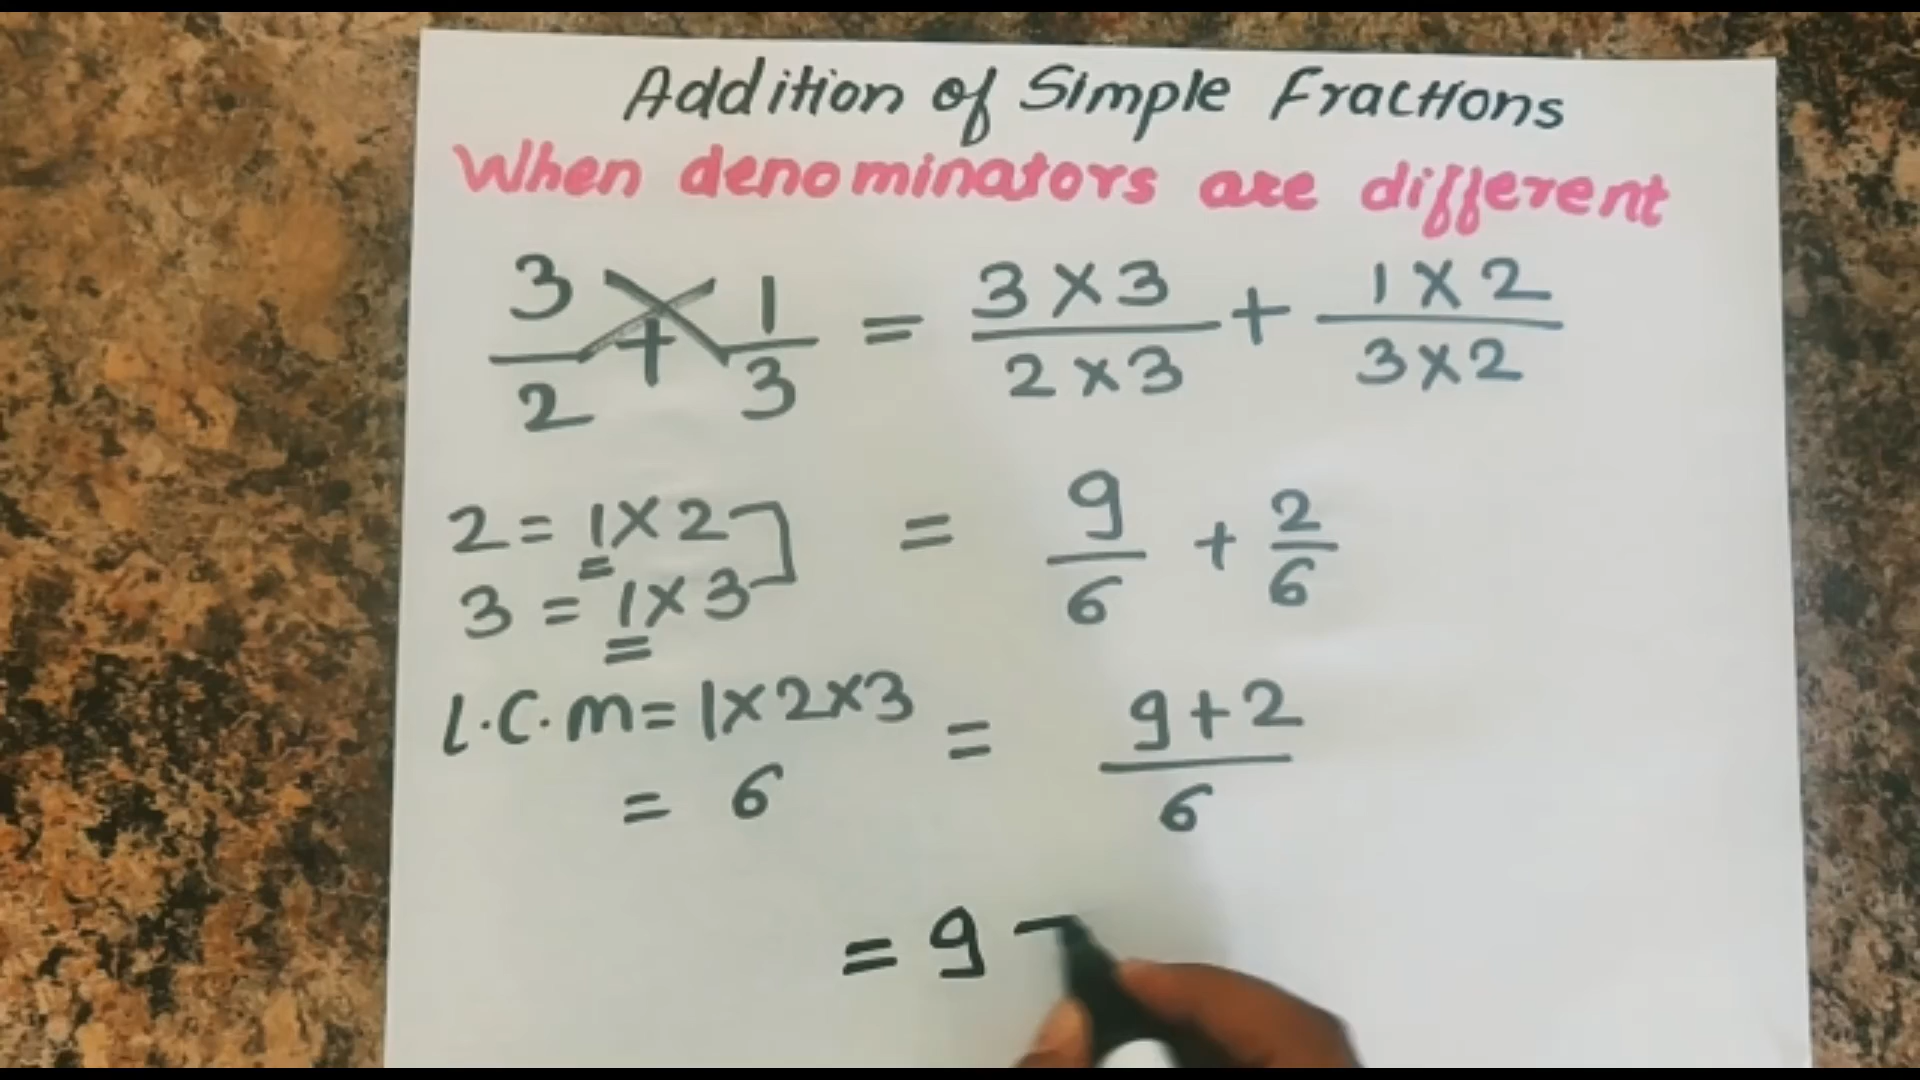 Addition of Simple Fractions
When denominators are different
3/2 + 1/3 = 3×3/2×3 + 1×2/3×2
2 = 1×2
3 = 1×3
= 9/6 + 2/6
L.C.m = 1×2×3
= 6
= 9+2/6
= 9